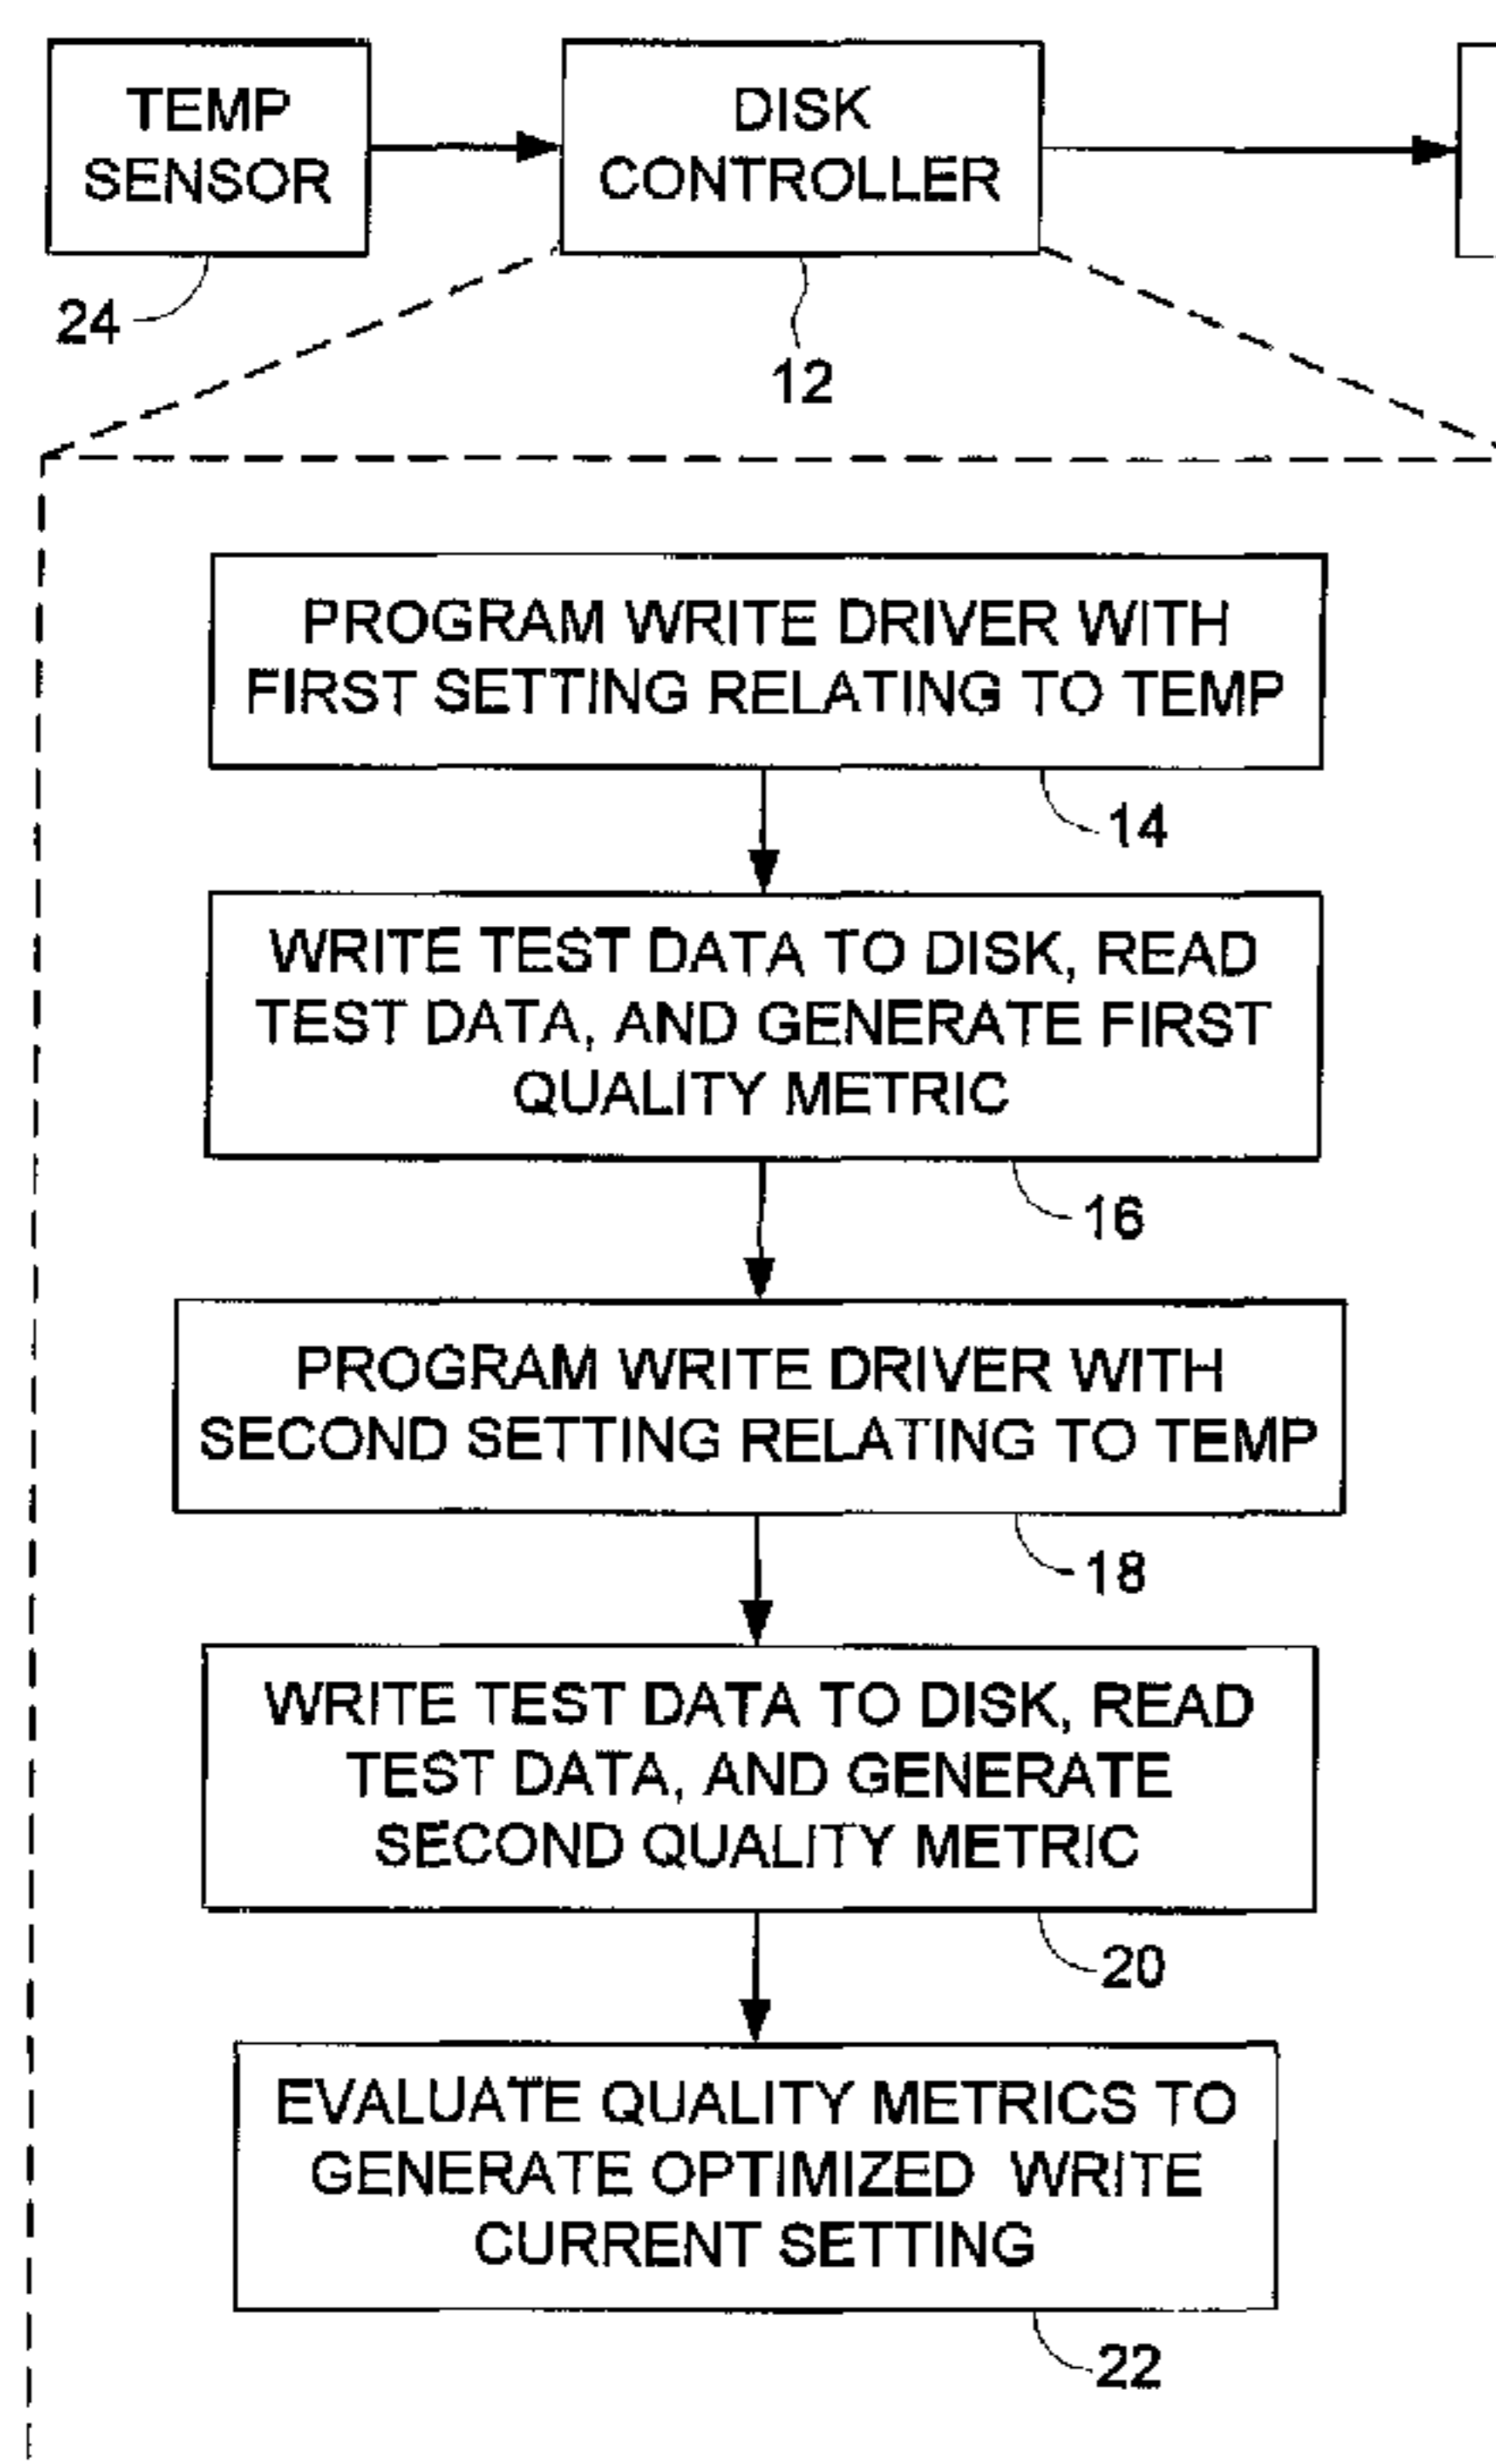 TEMP
SENSOR
DISK
CONTROLLER
24
12
PROGRAM WRITE DRIVER WITH
FIRST SETTING RELATING TO TEMP
14
WRITE TEST DATA TO DISK, READ
TEST DATA, AND GENERATE FIRST
QUALITY METRIC
16
PROGRAM WRITE DRIVER WITH
SECOND SETTING RELATING TO TEMP
18
WRITE TEST DATA TO DISK, READ
TEST DATA, AND GENERATE
SECOND QUALITY METRIC
20
EVALUATE QUALITY METRICS TO
GENERATE OPTIMIZED WRITE
CURRENT SETTING
22